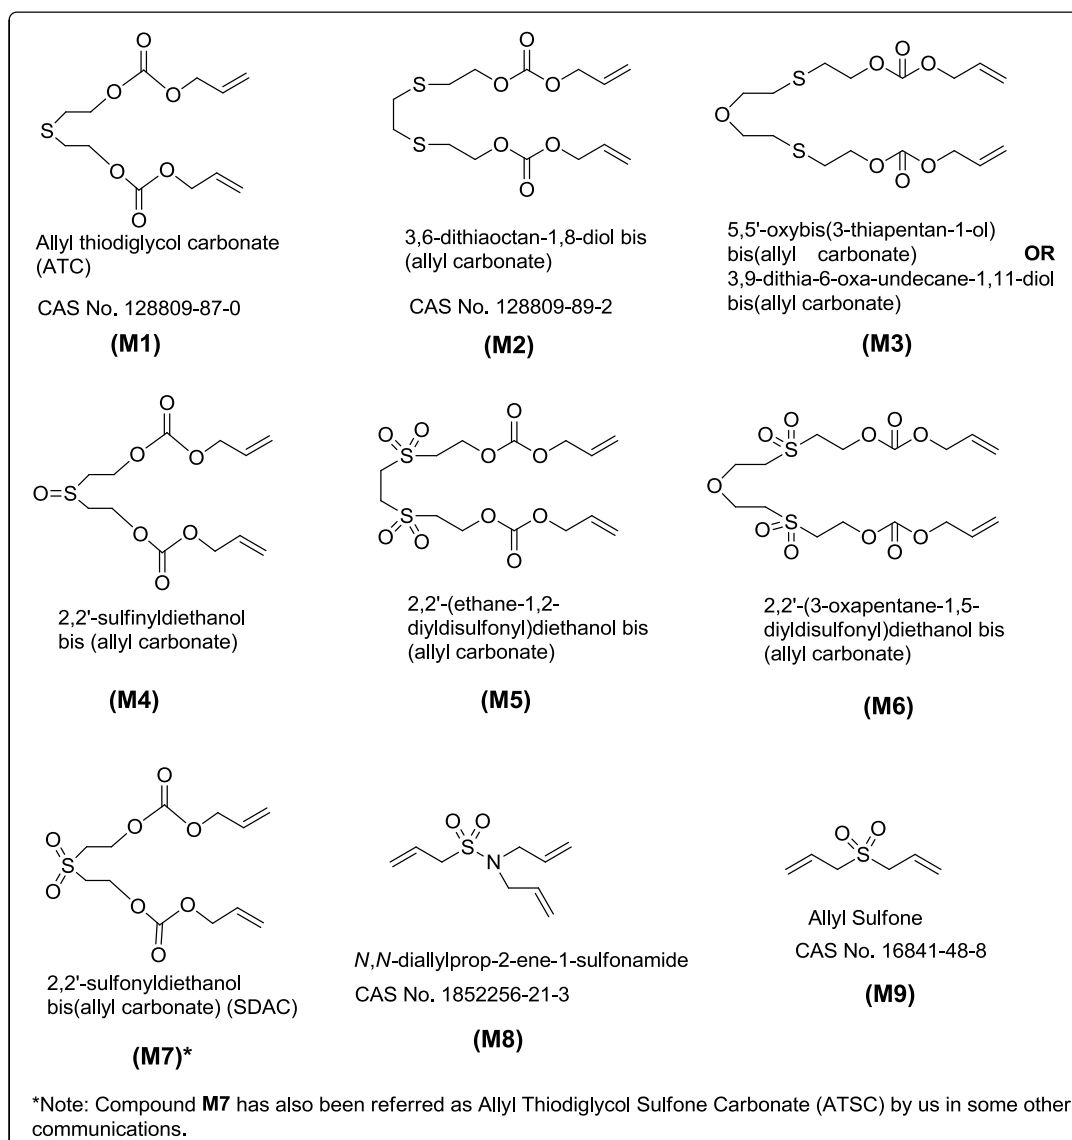 O
O O
S
O O
O
Allyl thiodiglycol carbonate
(ATC)
CAS No. 128809-87-0
(M1)
O
S O O
S O O
O
3,6-dithiaoctan-1,8-diol bis
(allyl carbonate)
CAS No. 128809-89-2
(M2)
O
S O O
O
S O O
O
5,5'-oxybis(3-thiapentan-1-ol)
bis(allyl carbonate) OR
3,9-dithia-6-oxa-undecane-1,11-diol
bis(allyl carbonate)
(M3)
O
O O
O=S
O O
O
2,2'-sulfinyldiethanol
bis (allyl carbonate)
(M4)
O O O
S O O
S O O
O O O
2,2'-(ethane-1,2-
diyldisulfonyl)diethanol bis
(allyl carbonate)
(M5)
O O O
S O O
O
S O O
O O O
2,2'-(3-oxapentane-1,5-
diyldisulfonyl)diethanol bis
(allyl carbonate)
(M6)
O
O O
O
S
O
O O
O
2,2'-sulfonyldiethanol
bis(allyl carbonate) (SDAC)
(M7)*
O O
S N
N,N-diallylprop-2-ene-1-sulfonamide
CAS No. 1852256-21-3
(M8)
O O
S
Allyl Sulfone
CAS No. 16841-48-8
(M9)
*Note: Compound M7 has also been referred as Allyl Thiodiglycol Sulfone Carbonate (ATSC) by us in some other
communications.